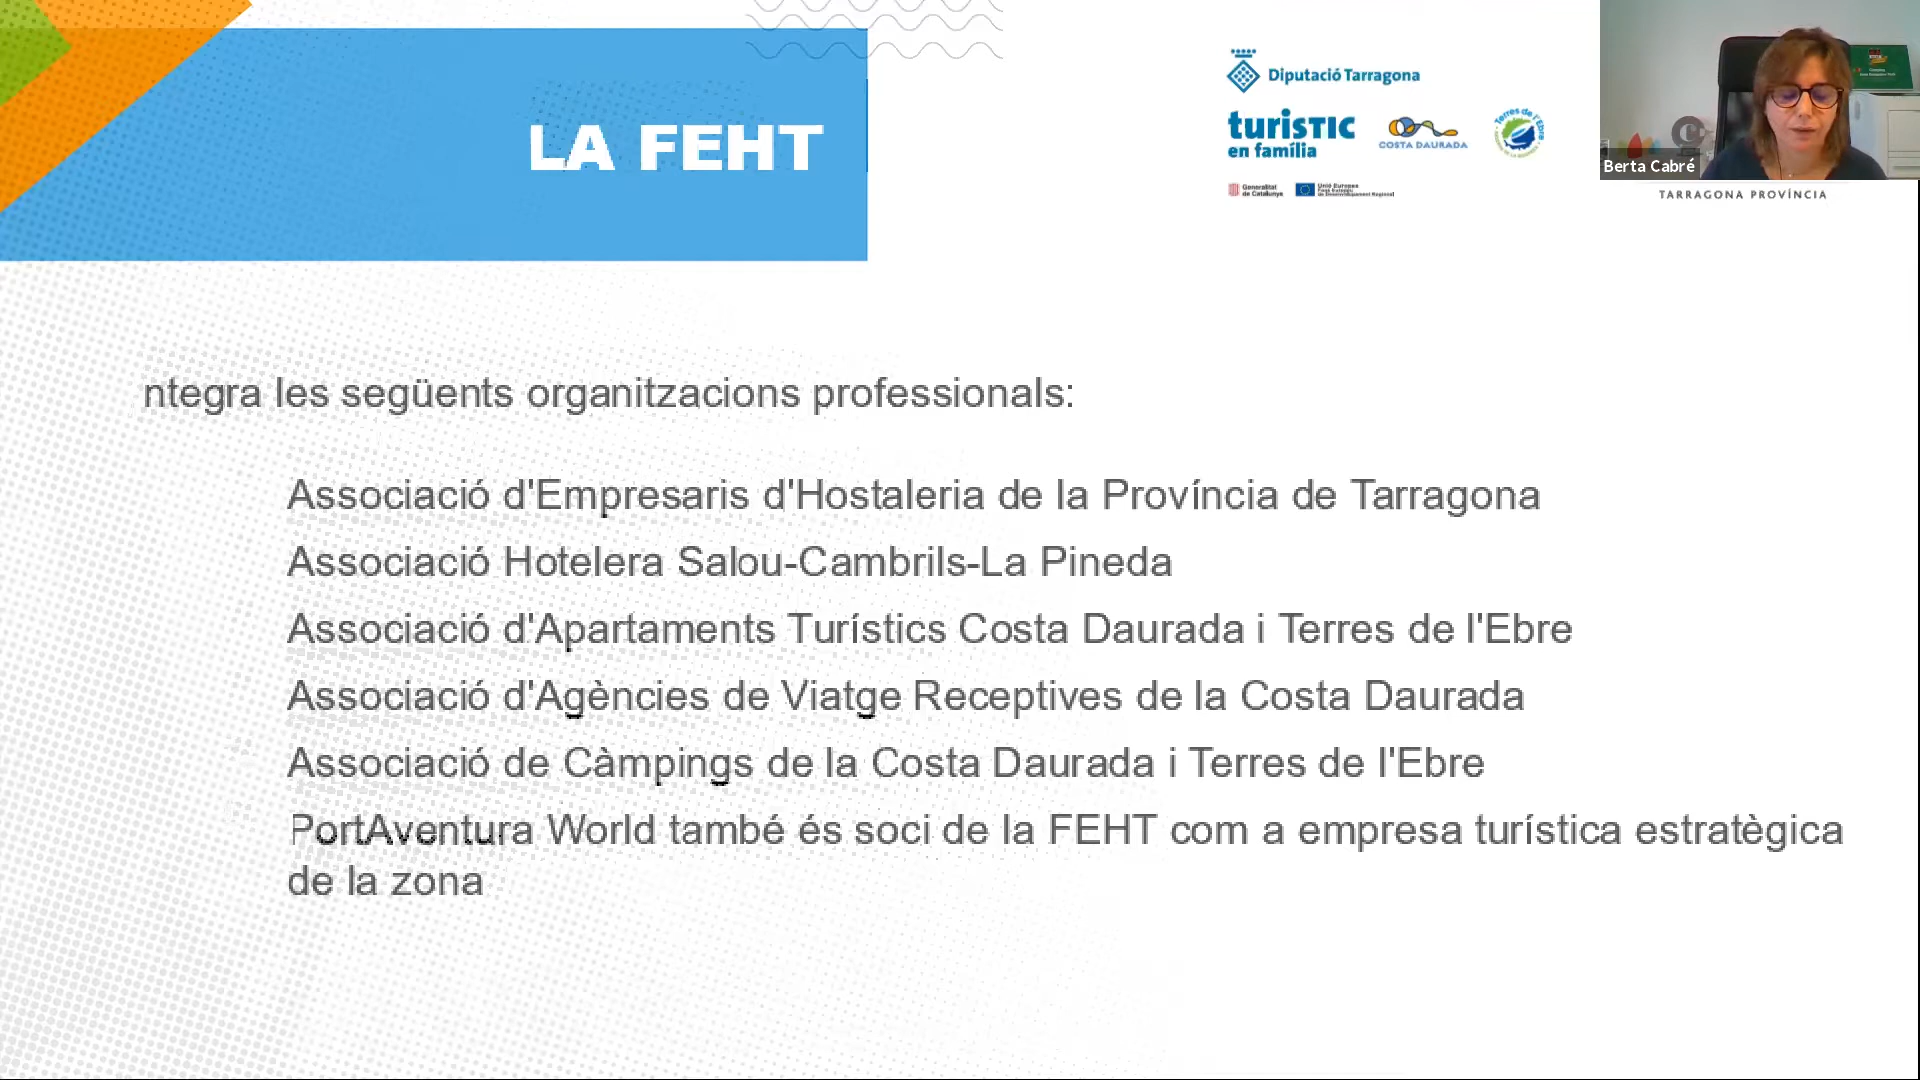 LA FEHT
Diputació Tarragona
turisTIC
en família
COSTA DAURADA
Terres de l'Ebre
Generalitat
de Catalunya
Unió Europea
Fons Europeu
de Desenvolupament Regional
Berta Cabré
TARRAGONA PROVÍNCIA
ntegra les següents organitzacions professionals:
Associació d'Empresaris d'Hostaleria de la Província de Tarragona
Associació Hotelera Salou-Cambrils-La Pineda
Associació d'Apartaments Turístics Costa Daurada i Terres de l'Ebre
Associació d'Agències de Viatge Receptives de la Costa Daurada
Associació de Càmpings de la Costa Daurada i Terres de l'Ebre
PortAventura World també és soci de la FEHT com a empresa turística estratègica
de la zona